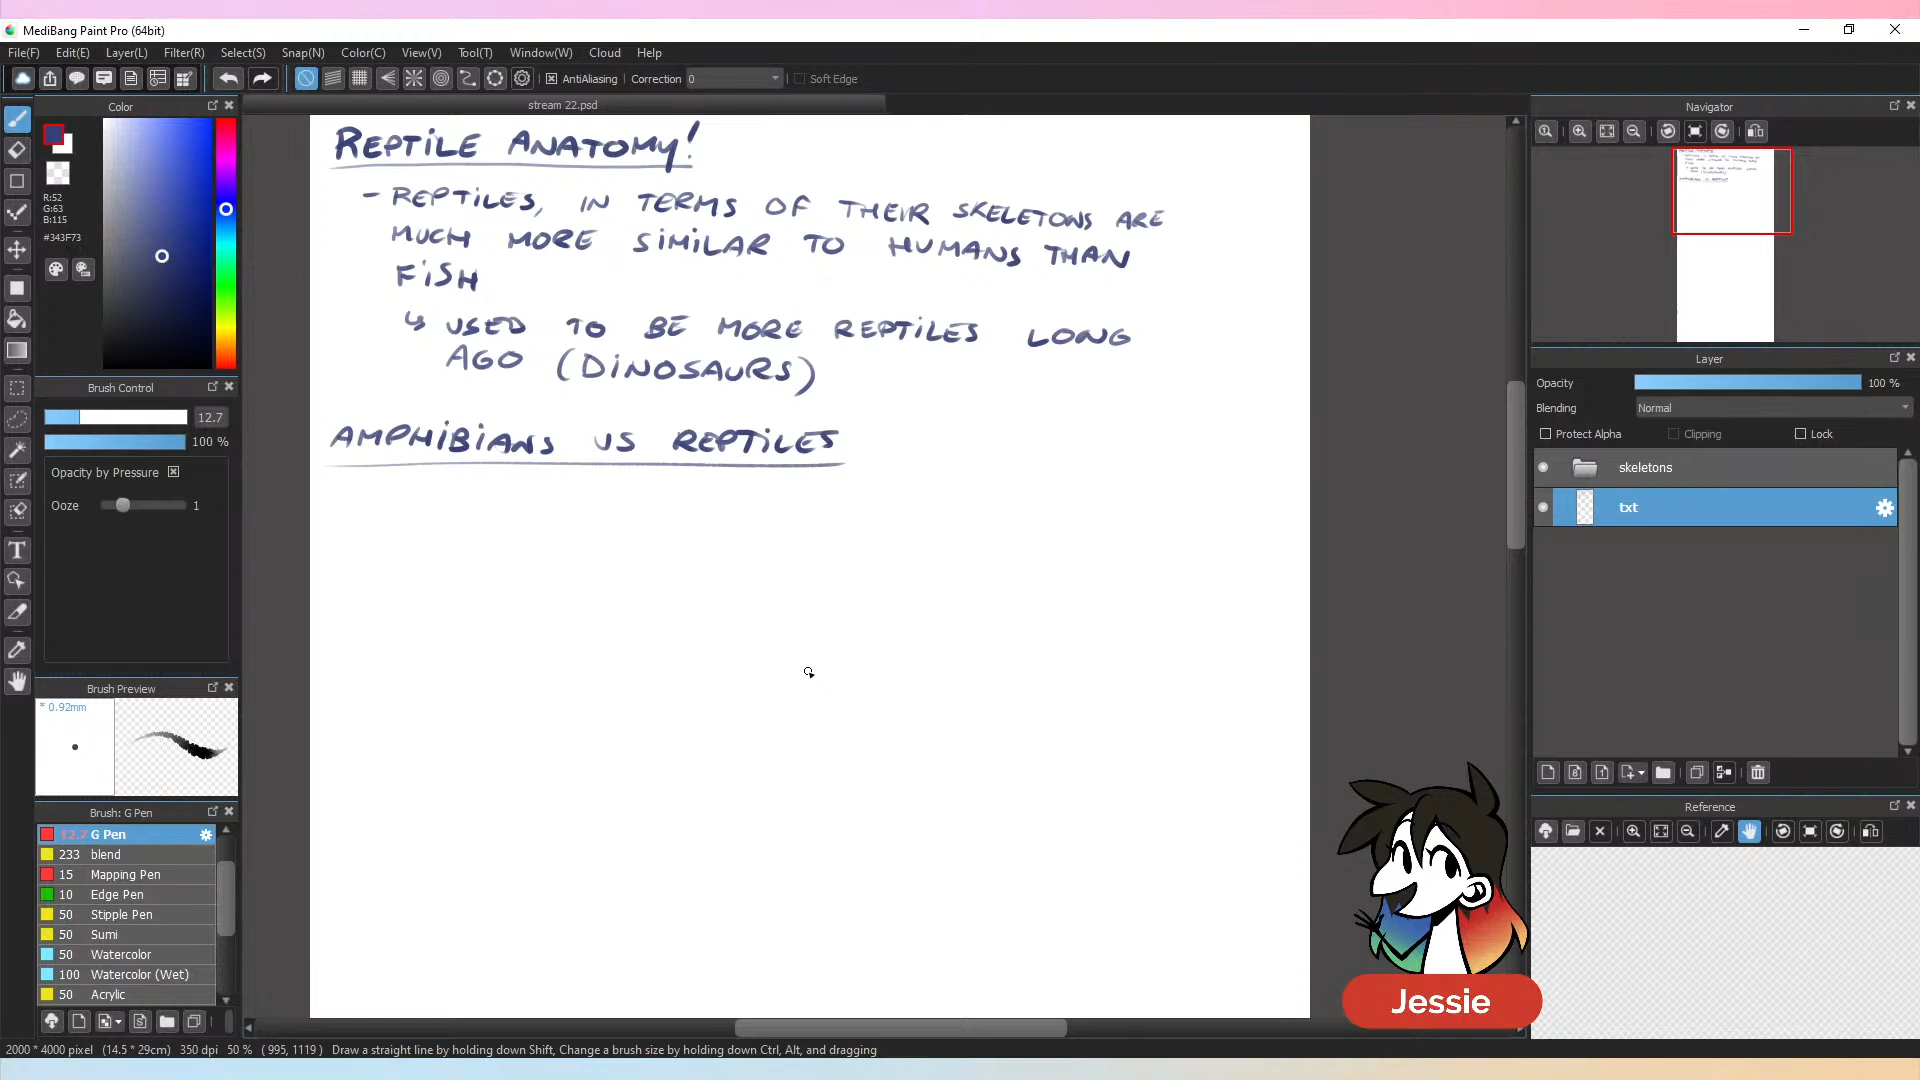 MediBang Paint Pro (64bit)
File(F) Edit(E) Layer(L) Filter(R) Select(S) Snap(N) Color(C) View(V) Tool(T) Window(W) Cloud Help
AntiAliasing Correction 0 Soft Edge
Color
stream 22.psd
Navigator
R:52
G:63
B:115
#343F73
Brush Control
12.7
100 %
Opacity by Pressure
Ooze 1
Brush Preview
* 0.92mm
Brush: G Pen
12.7 G Pen
233 blend
15 Mapping Pen
10 Edge Pen
50 Stipple Pen
50 Sumi
50 Watercolor
100 Watercolor (Wet)
50 Acrylic
REPTiLE ANATOMY!
- REPTiLES, IN TERMS OF THEIR SKELETONS ARE
MUCH MORE SiMiLAR TO HUMANS THAN
FiSH
↳ USED TO BE MORE REPTiLES LONG
AGO (DiNOSAURS)
AMPHiBiANS VS REPTiLES
Layer
Opacity 100 %
Blending Normal
Protect Alpha Clipping Lock
skeletons
txt
Reference
Jessie
2000 * 4000 pixel (14.5 * 29cm) 350 dpi 50 % ( 995, 1119 ) Draw a straight line by holding down Shift, Change a brush size by holding down Ctrl, Alt, and dragging